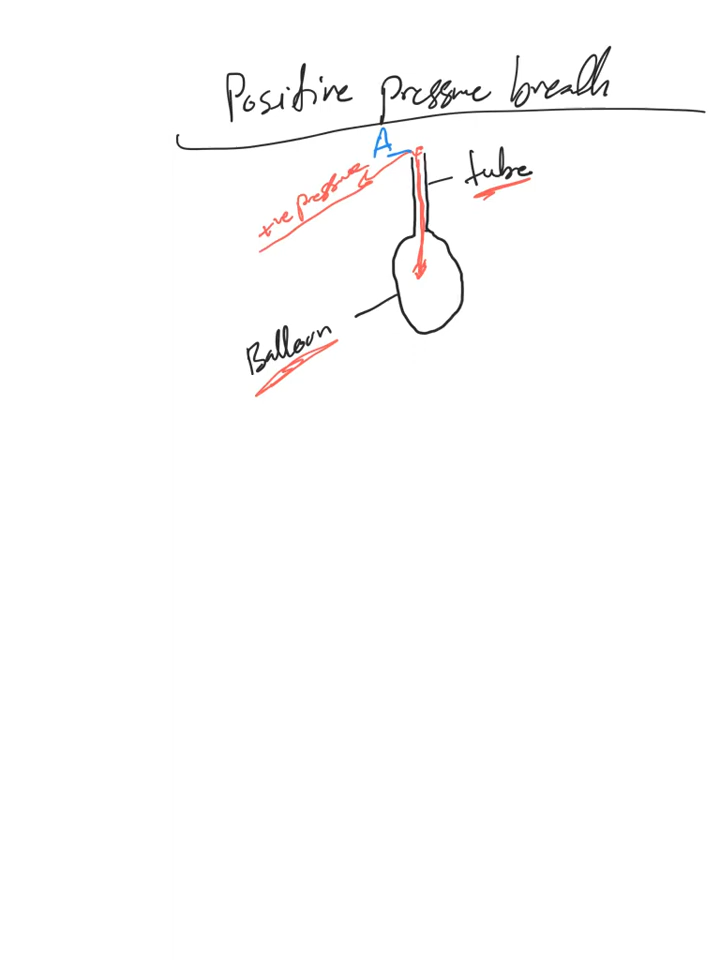 Positive pressure breath
A
tube
+ve pressure
Balloon